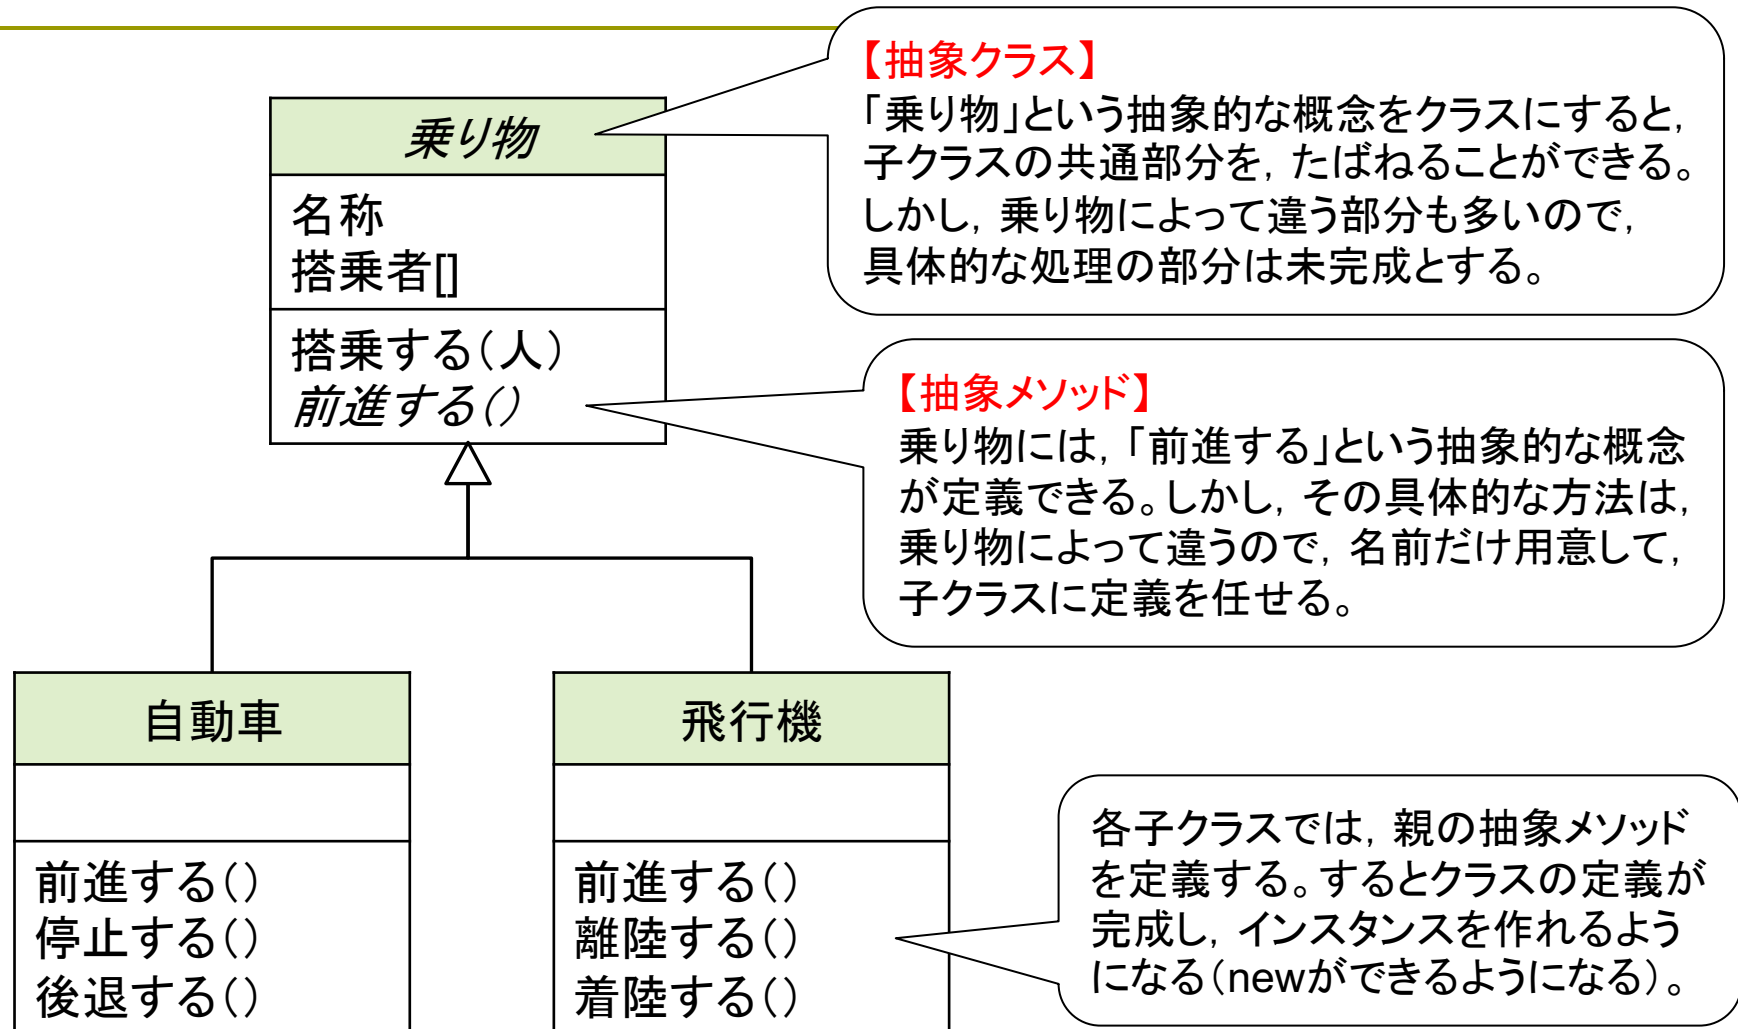 【抽象クラス】
「乗り物」という抽象的な概念をクラスにすると,
子クラスの共通部分を, たばねることができる。
しかし, 乗り物によって違う部分も多いので,
具体的な処理の部分は未完成とする。
乗り物
名称
搭乗者[]
搭乗する(人)
前進する()
【抽象メソッド】
乗り物には, 「前進する」という抽象的な概念
が定義できる。しかし, その具体的な方法は,
乗り物によって違うので, 名前だけ用意して,
子クラスに定義を任せる。
自動車
前進する()
停止する()
後退する()
飛行機
前進する()
離陸する()
着陸する()
各子クラスでは, 親の抽象メソッド
を定義する。するとクラスの定義が
完成し, インスタンスを作れるよう
になる(newができるようになる)。